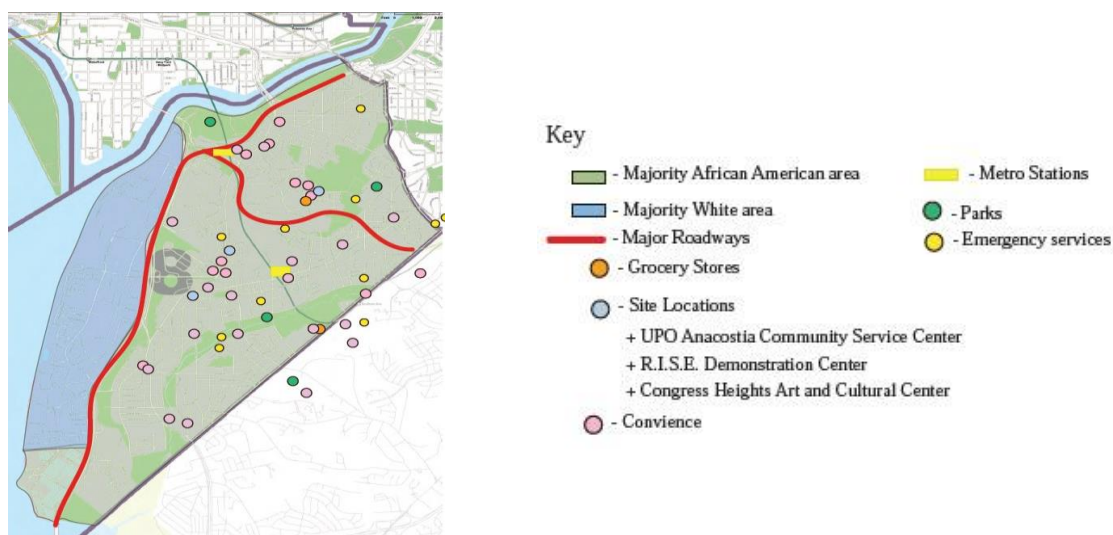 8
Key
- Majority African American area
- Metro Stations
- Majority White area
- Parks
- Major Roadways
- Emergency services
- Grocery Stores
- Site Locations
+ UPO Anacostia Community Service Center
+ R.I.S.E. Demonstration Center
+ Congress Heights Art and Cultural Center
- Convience